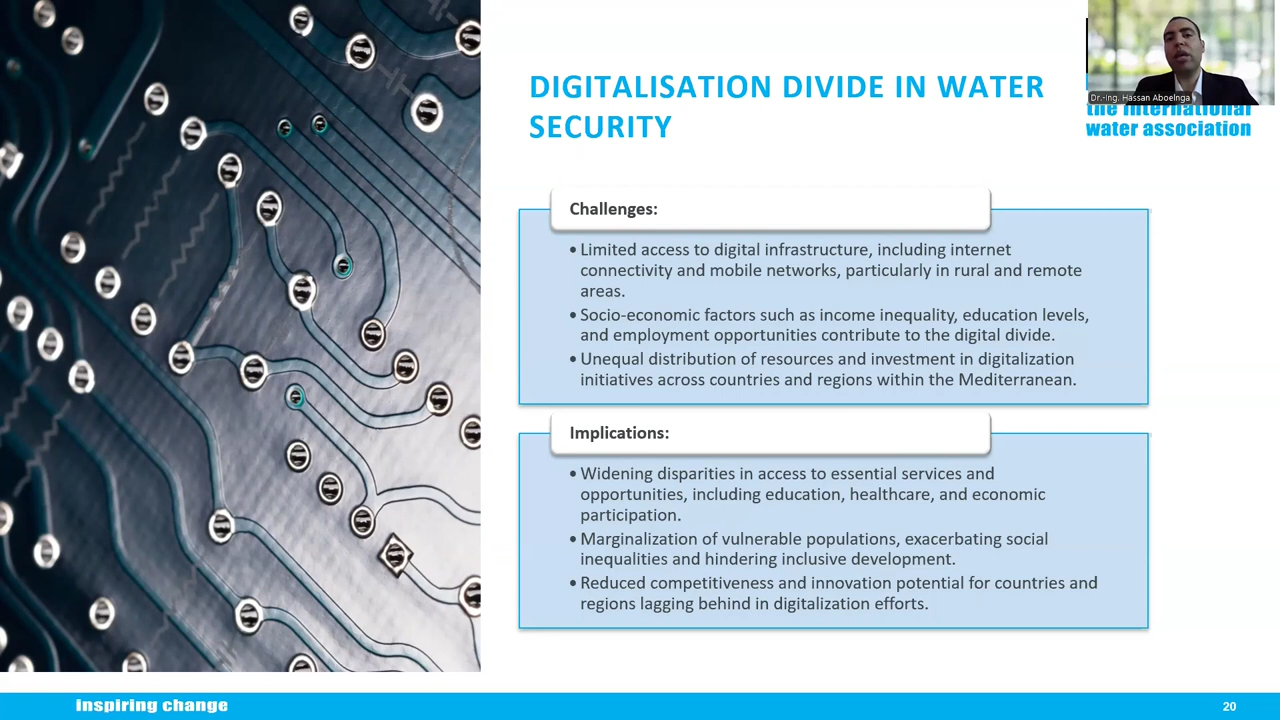 DIGITALISATION DIVIDE IN WATER
SECURITY
Dr.-Ing. Hassan Aboelnga
the international
water association
Challenges:
• Limited access to digital infrastructure, including internet
connectivity and mobile networks, particularly in rural and remote
areas.
• Socio-economic factors such as income inequality, education levels,
and employment opportunities contribute to the digital divide.
• Unequal distribution of resources and investment in digitalization
initiatives across countries and regions within the Mediterranean.
Implications:
• Widening disparities in access to essential services and
opportunities, including education, healthcare, and economic
participation.
• Marginalization of vulnerable populations, exacerbating social
inequalities and hindering inclusive development.
• Reduced competitiveness and innovation potential for countries and
regions lagging behind in digitalization efforts.
inspiring change
20